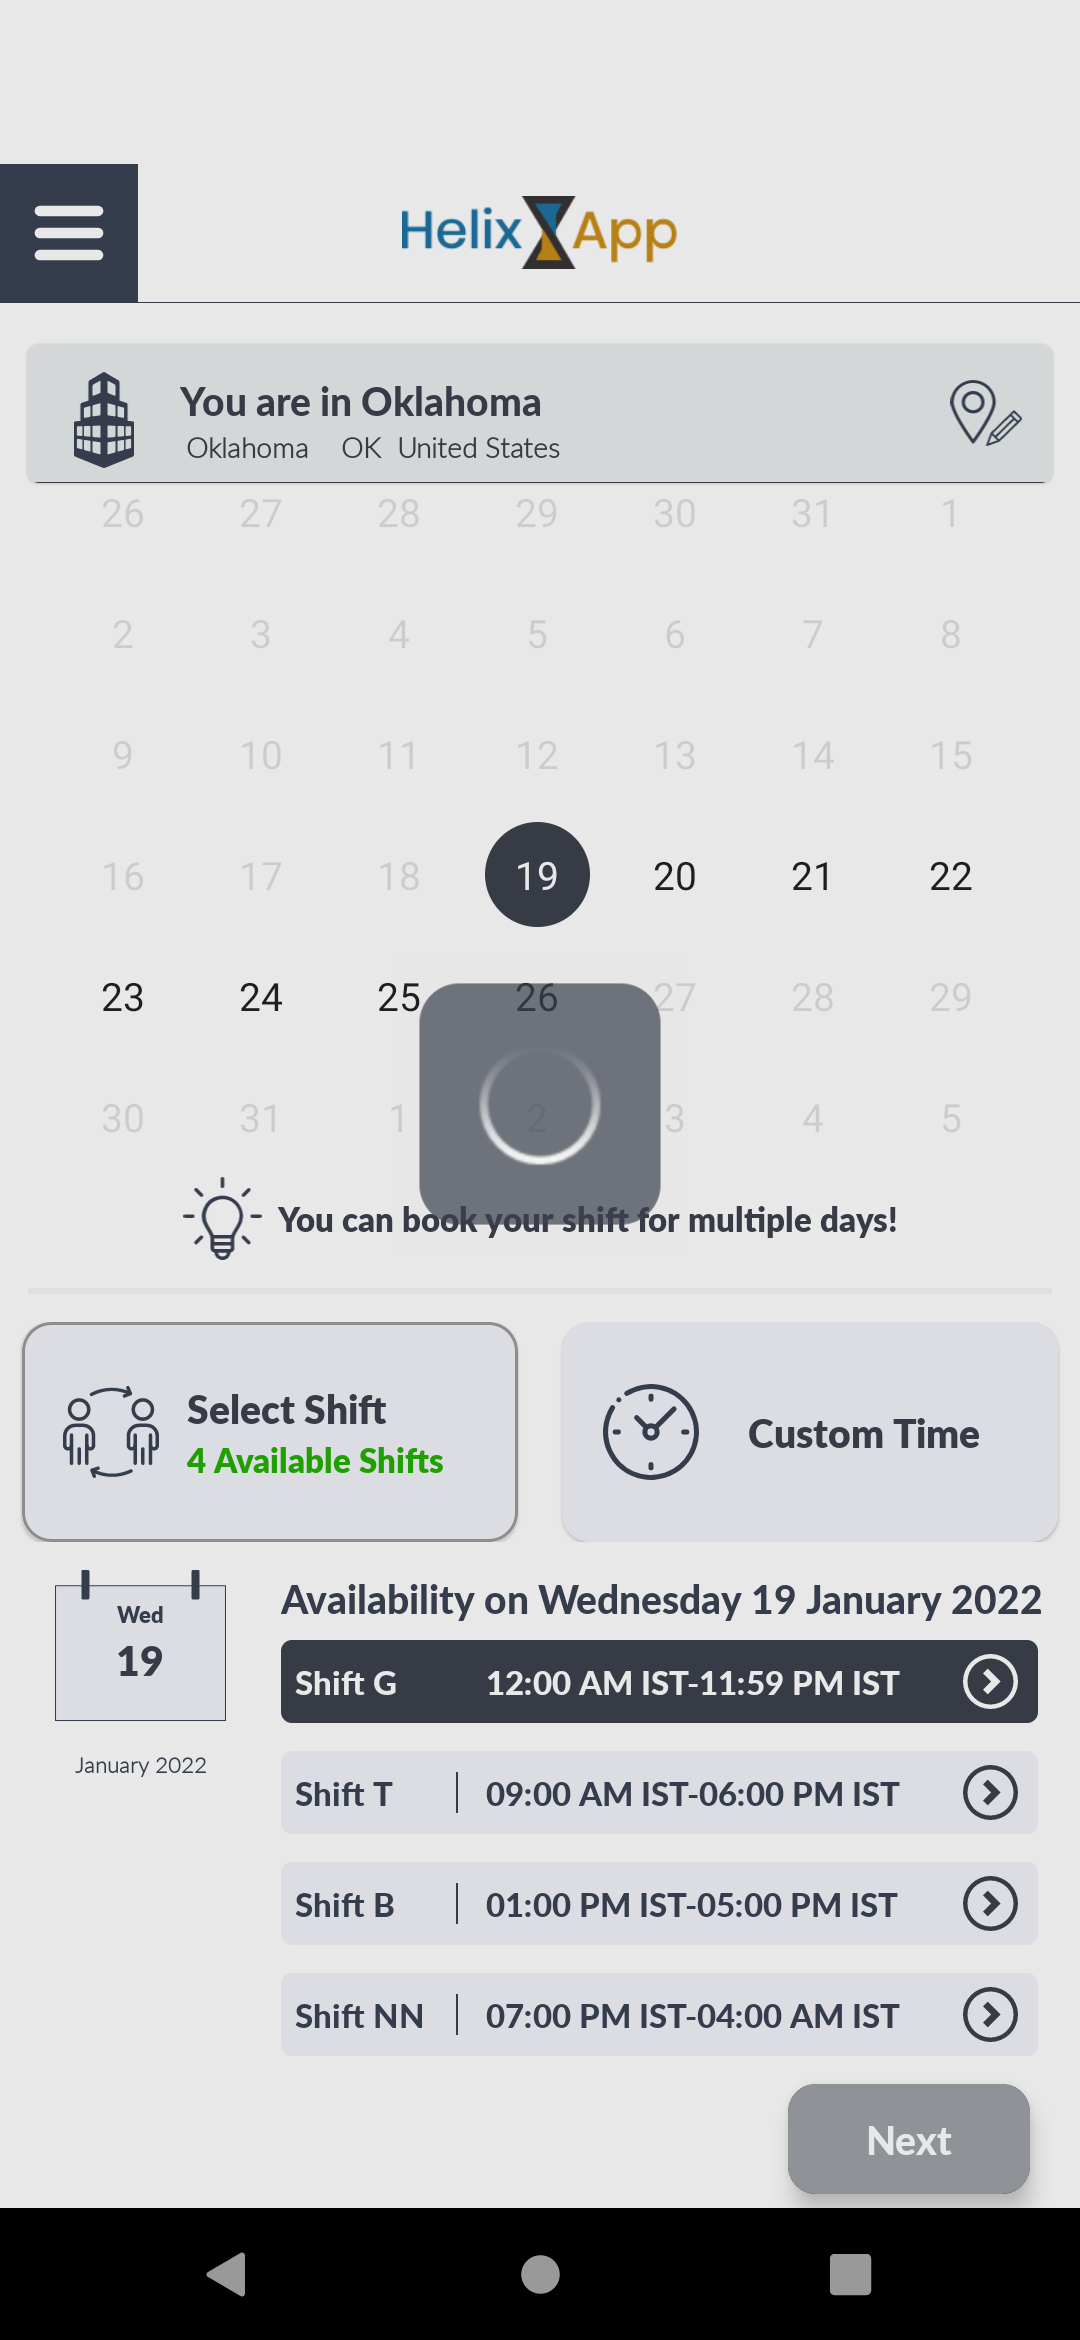 Helix App
You are in Oklahoma
Oklahoma OK United States
26 27 28 29 30 31 1
2 3 4 5 6 7 8
9 10 11 12 13 14 15
16 17 18 19 20 21 22
23 24 25 26 27 28 29
30 31 1 2 3 4 5
You can book your shift for multiple days!
Select Shift
4 Available Shifts
Custom Time
Wed
19
January 2022
Availability on Wednesday 19 January 2022
Shift G 12:00 AM IST-11:59 PM IST
Shift T 09:00 AM IST-06:00 PM IST
Shift B 01:00 PM IST-05:00 PM IST
Shift NN 07:00 PM IST-04:00 AM IST
Next